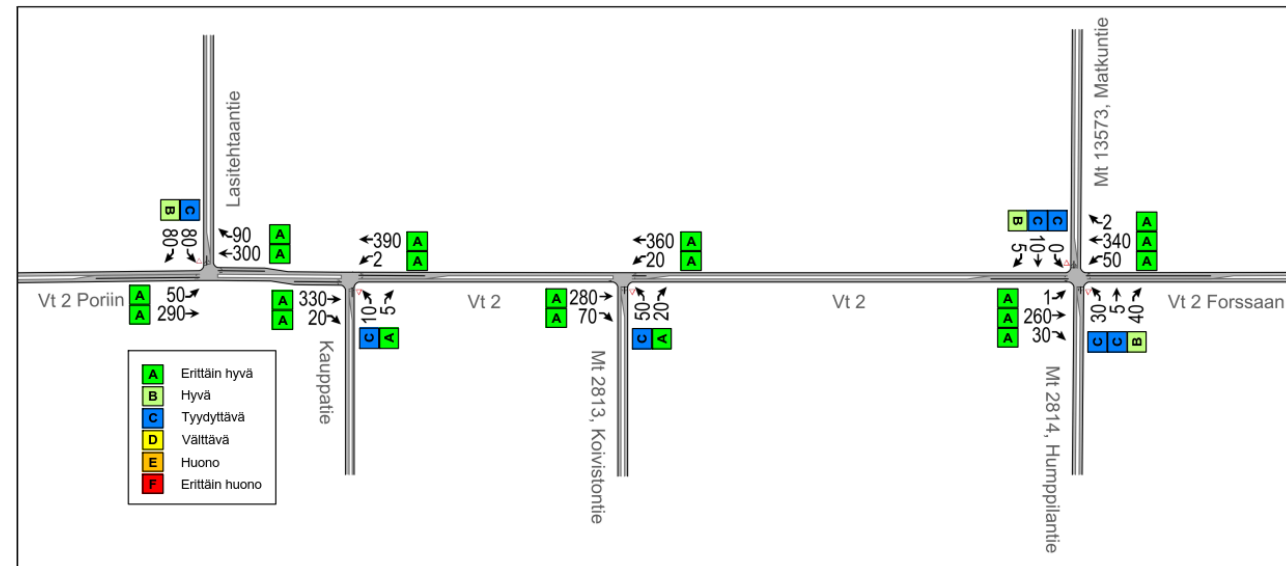 Lasitehtaantie
B C
80 80
90 A
300 A
Vt 2 Poriin
A 50
A 290
390 A
2 A
A 330
A 20
10 5
C A
Kauppatie
Vt 2
360 A
20 A
A 280
A 70
50 20
C A
Mt 2813, Koivistontie
Vt 2
Mt 13573, Matkuntie
B C C
5 10 0
2 A
340 A
50 A
A 1
A 260
A 30
30 5 40
C C B
Mt 2814, Humppilantie
Vt 2 Forssaan
A Erittäin hyvä
B Hyvä
C Tyydyttävä
D Välttävä
E Huono
F Erittäin huono